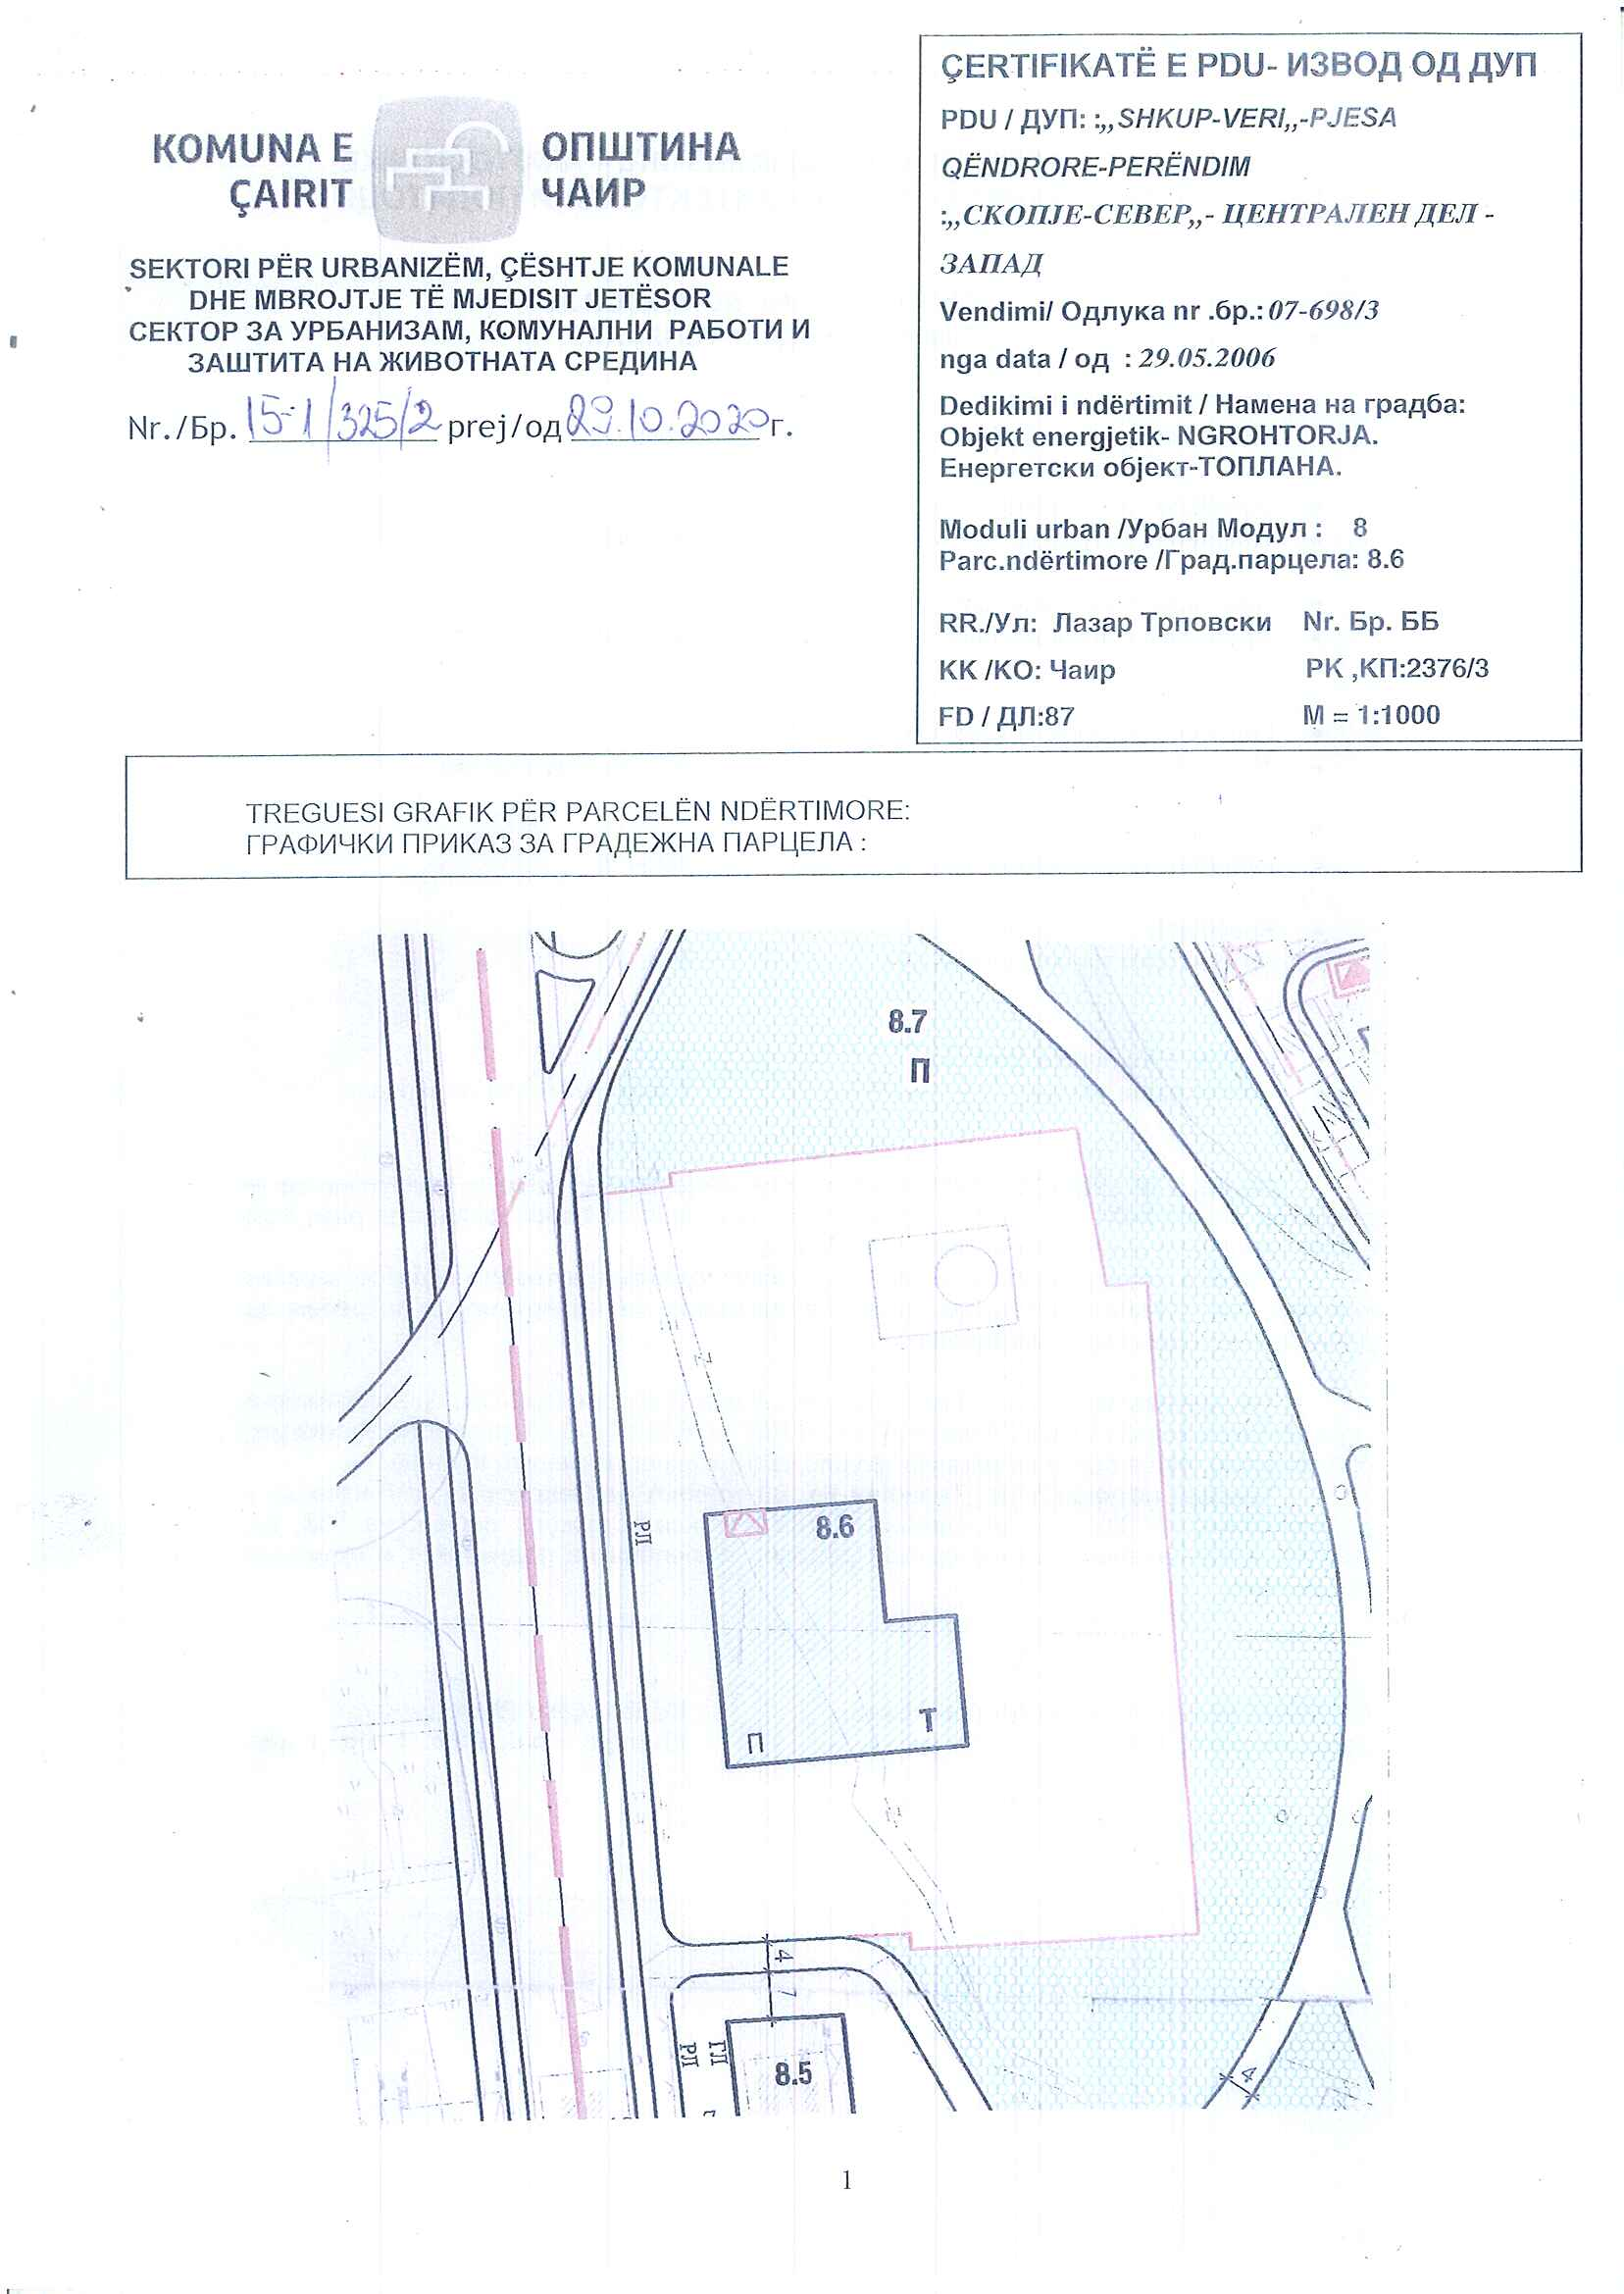 KOMUNA E ÇAIRIT
ОПШТИНА ЧАИР
SEKTORI PËR URBANIZËM, ÇËSHTJE KOMUNALE
DHE MBROJTJE TË MJEDISIT JETËSOR
СЕКТОР ЗА УРБАНИЗАМ, КОМУНАЛНИ РАБОТИ И
ЗАШТИТА НА ЖИВОТНАТА СРЕДИНА
Nr./Бр. 15-1/325/2 prej/од 29.10.2020 г.
ÇERTIFIKATË E PDU- ИЗВОД ОД ДУП
PDU / ДУП: :„SHKUP-VERI„-PJESA
QËNDRORE-PERËNDIM
:„СКОПЈЕ-СЕВЕР„- ЦЕНТРАЛЕН ДЕЛ -
ЗАПАД
Vendimi/ Одлука nr .бр.: 07-698/3
nga data / од : 29.05.2006
Dedikimi i ndërtimit / Намена на градба:
Objekt energjetik- NGROHTORJA.
Енергетски објект-ТОПЛАНА.
Moduli urban /Урбан Модул : 8
Parc.ndërtimore /Град.парцела: 8.6
RR./Ул: Лазар Трповски Nr. Бр. ББ
KK /КО: Чаир РК ,КП:2376/3
FD / ДЛ:87 М = 1:1000
TREGUESI GRAFIK PËR PARCELËN NDËRTIMORE:
ГРАФИЧКИ ПРИКАЗ ЗА ГРАДЕЖНА ПАРЦЕЛА :
8.7
П
РЛ
8.6
П
Т
4
7
РЛ
ГЛ
8.5
4
1